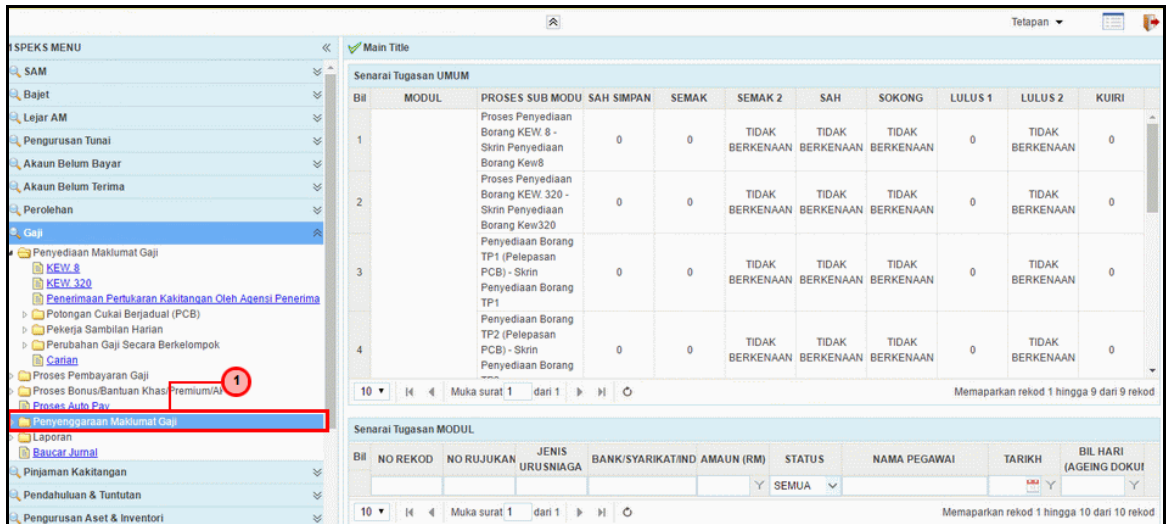 Tetapan
1SPEKS MENU
Main Title
SAM
Bajet
Lejar AM
Pengurusan Tunai
Akaun Belum Bayar
Akaun Belum Terima
Perolehan
Gaji
Penyediaan Maklumat Gaji
KEW. 8
KEW. 320
Penerimaan Pertukaran Kakitangan Oleh Agensi Penerima
Potongan Cukai Berjadual (PCB)
Pekerja Sambilan Harian
Perubahan Gaji Secara Berkelompok
Carian
Proses Pembayaran Gaji
Proses Bonus/Bantuan Khas/Premium/
1
Proses Auto Pay
Penyenggaraan Maklumat Gaji
Laporan
Baucar Jurnal
Pinjaman Kakitangan
Pendahuluan & Tuntutan
Pengurusan Aset & Inventori
Senarai Tugasan UMUM
Bil MODUL PROSES SUB MODU SAH SIMPAN SEMAK SEMAK 2 SAH SOKONG LULUS 1 LULUS 2 KUIRI
Proses Penyediaan
Borang KEW. 8 -
Skrin Penyediaan
Borang Kew8
1 0 0 TIDAK BERKENAAN TIDAK BERKENAAN TIDAK BERKENAAN 0 TIDAK BERKENAAN 0
Proses Penyediaan
Borang KEW. 320 -
Skrin Penyediaan
Borang Kew320
2 0 0 TIDAK BERKENAAN TIDAK BERKENAAN TIDAK BERKENAAN 0 TIDAK BERKENAAN 0
Penyediaan Borang
TP1 (Pelepasan
PCB) - Skrin
Penyediaan Borang
TP1
3 0 0 TIDAK BERKENAAN TIDAK BERKENAAN TIDAK BERKENAAN 0 TIDAK BERKENAAN 0
Penyediaan Borang
TP2 (Pelepasan
PCB) - Skrin
Penyediaan Borang
4 0 0 TIDAK BERKENAAN TIDAK BERKENAAN TIDAK BERKENAAN 0 TIDAK BERKENAAN 0
10 Muka surat 1 dari 1 Memaparkan rekod 1 hingga 9 dari 9 rekod
Senarai Tugasan MODUL
Bil NO REKOD NO RUJUKAN JENIS URUSNIAGA BANK/SYARIKAT/IND AMAUN (RM) STATUS NAMA PEGAWAI TARIKH BIL HARI (AGEING DOKU
SEMUA
10 Muka surat 1 dari 1 Memaparkan rekod 1 hingga 10 dari 10 rekod